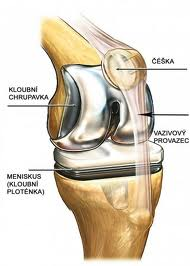 ČÉŠKA
KLOUBNÍ
CHRUPAVKA
VAZIVOVÝ
PROVAZEC
MENISKUS
(KLOUBNÍ
PLOTÉNKA)